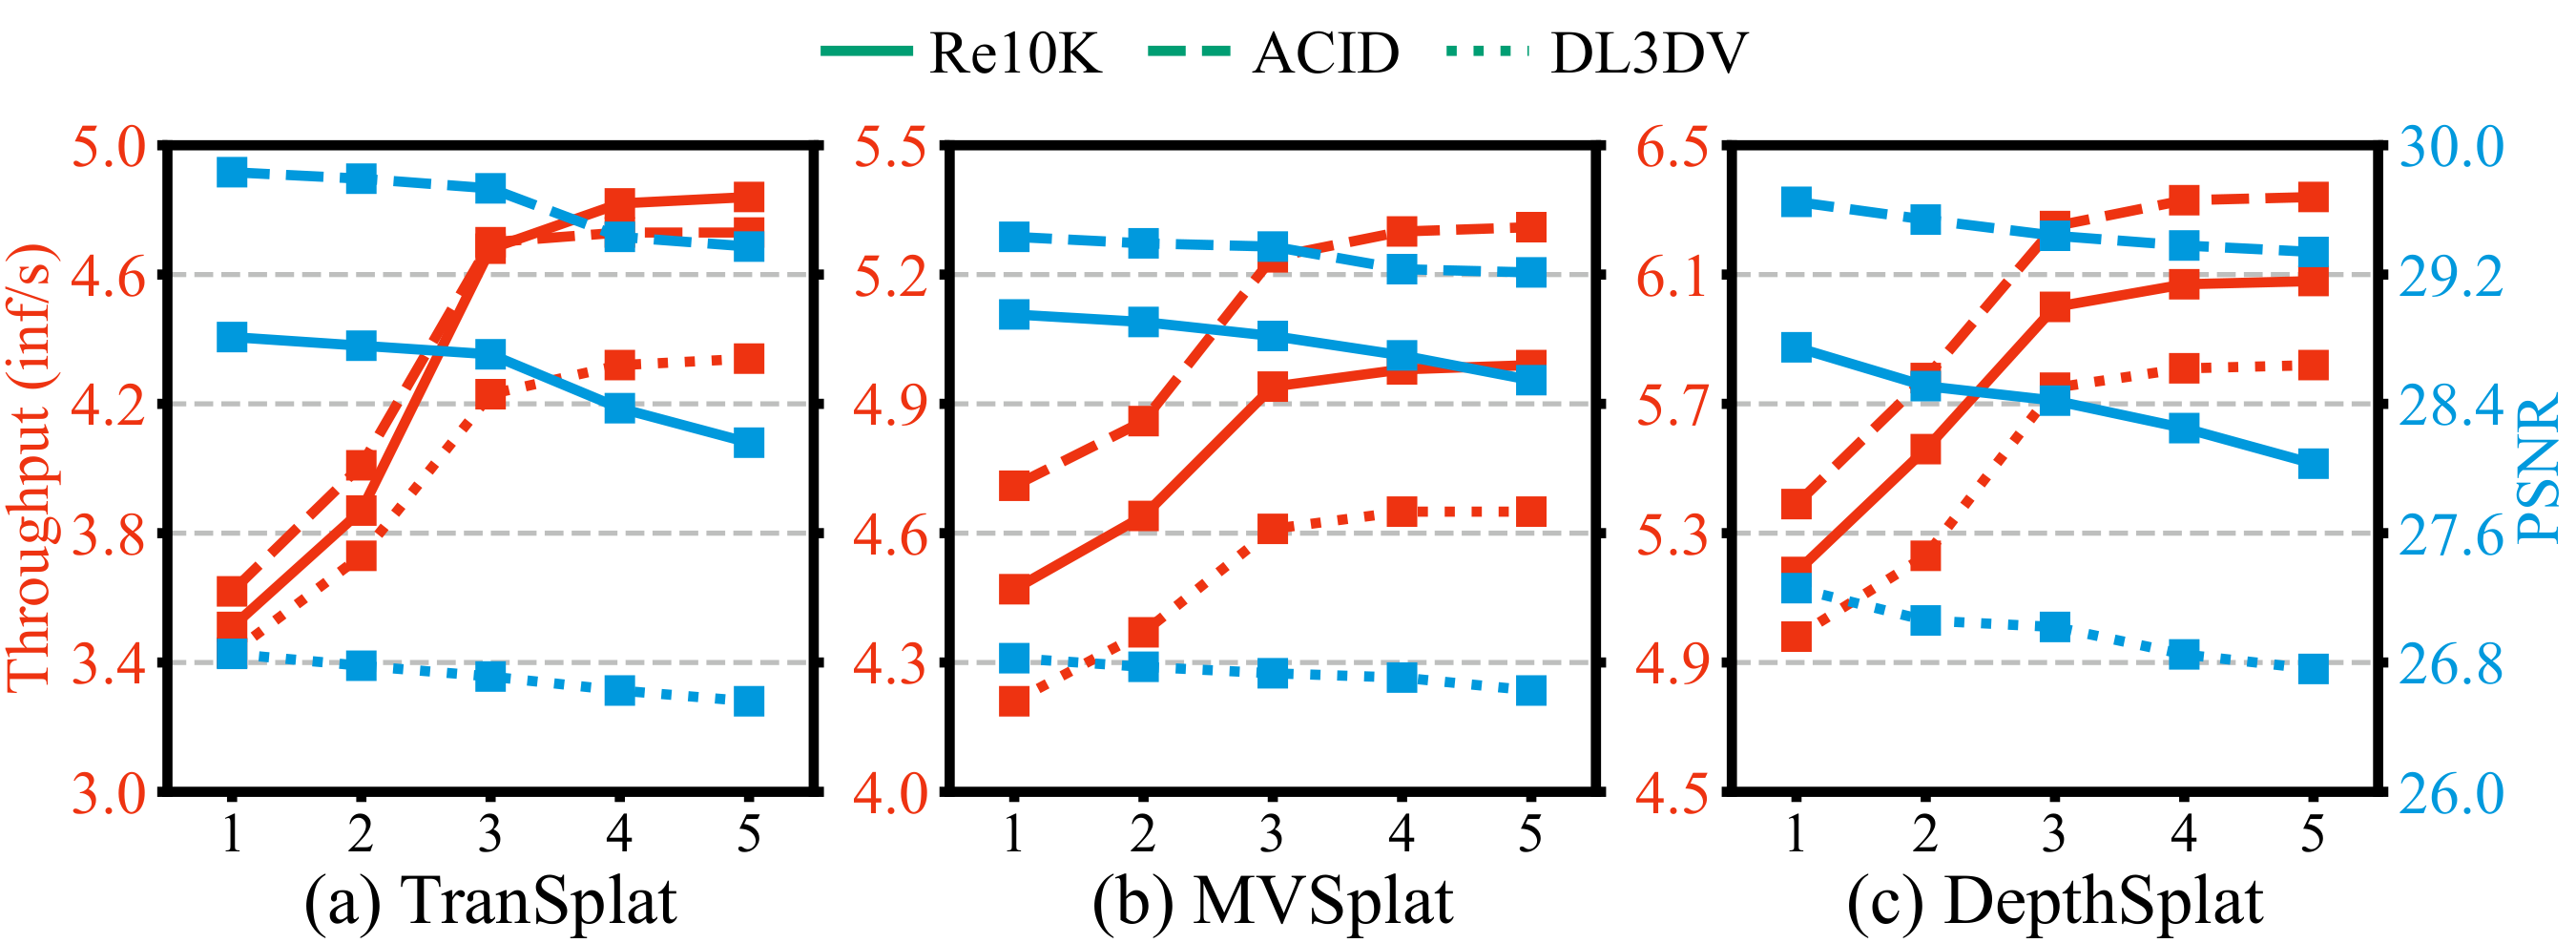 Re10K ACID DL3DV
Throughput (inf/s)
5.0
4.6
4.2
3.8
3.4
3.0
1 2 3 4 5
(a) TranSplat
5.5
5.2
4.9
4.6
4.3
4.0
1 2 3 4 5
(b) MVSplat
6.5
6.1
5.7
5.3
4.9
4.5
1 2 3 4 5
(c) DepthSplat
30.0
29.2
28.4
27.6
26.8
26.0
PSNR